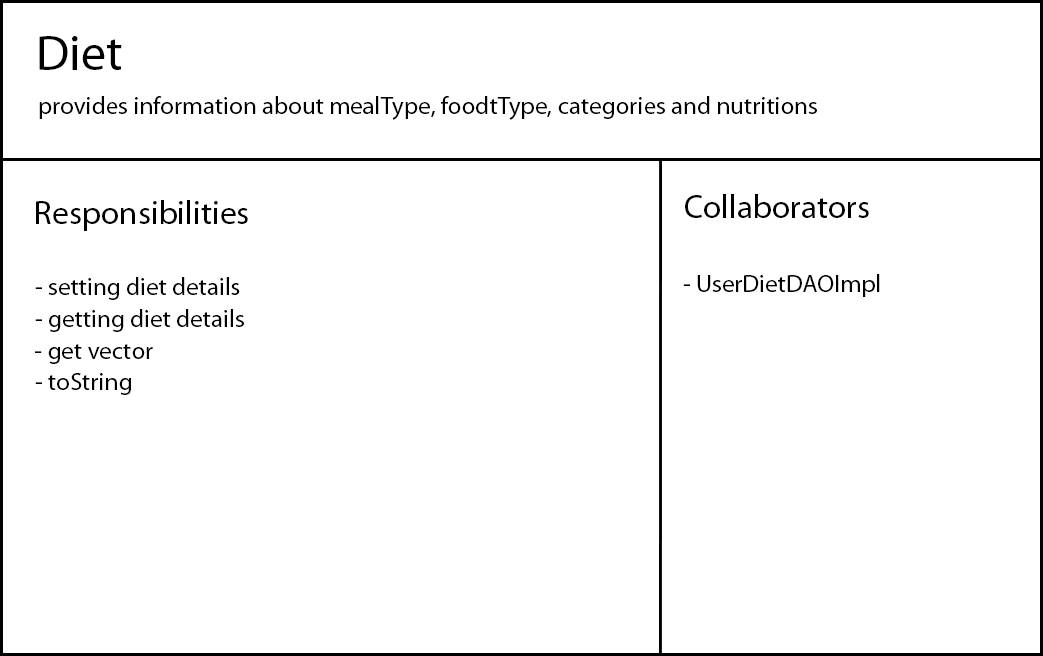 Diet
provides information about mealType, foodtType, categories and nutritions
Responsibilities
- setting diet details
- getting diet details
- get vector
- toString
Collaborators
- UserDietDAOImpl